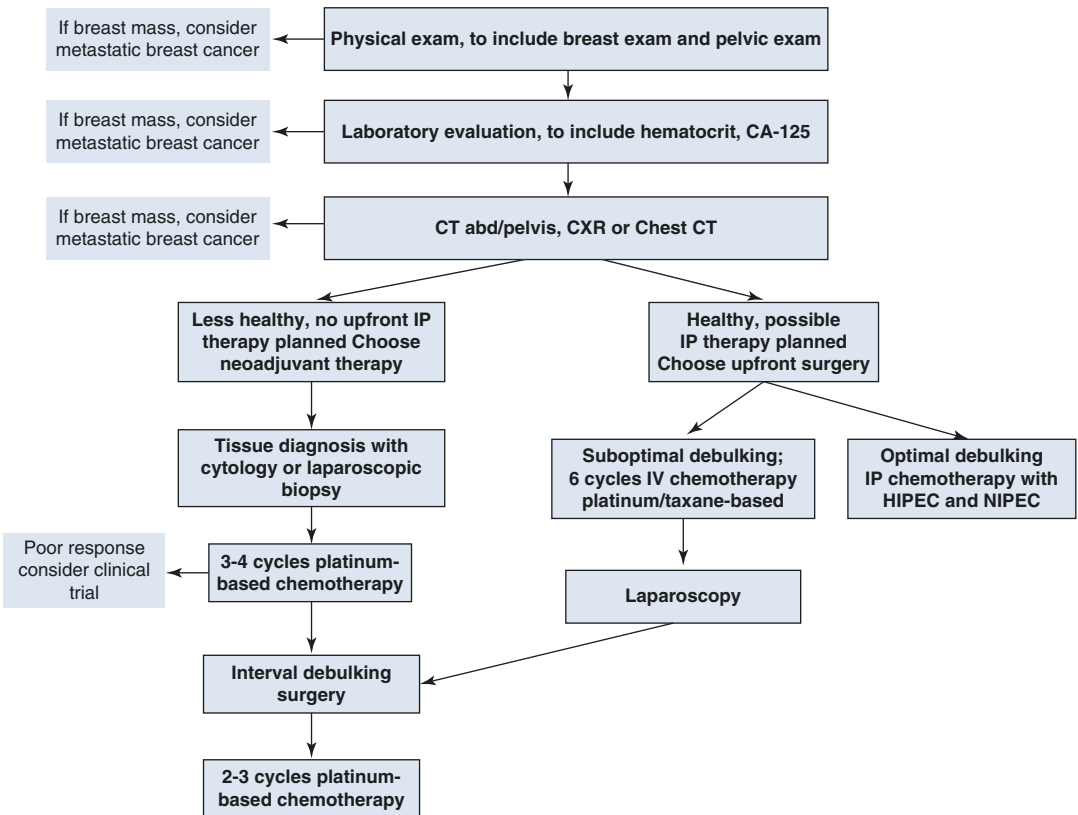 If breast mass, consider
metastatic breast cancer
Physical exam, to include breast exam and pelvic exam
If breast mass, consider
metastatic breast cancer
Laboratory evaluation, to include hematocrit, CA-125
If breast mass, consider
metastatic breast cancer
CT abd/pelvis, CXR or Chest CT
Less healthy, no upfront IP
therapy planned Choose
neoadjuvant therapy
Healthy, possible
IP therapy planned
Choose upfront surgery
Tissue diagnosis with
cytology or laparoscopic
biopsy
Suboptimal debulking;
6 cycles IV chemotherapy
platinum/taxane-based
Optimal debulking
IP chemotherapy with
HIPEC and NIPEC
Poor response
consider clinical
trial
3-4 cycles platinum-
based chemotherapy
Laparoscopy
Interval debulking
surgery
2-3 cycles platinum-
based chemotherapy